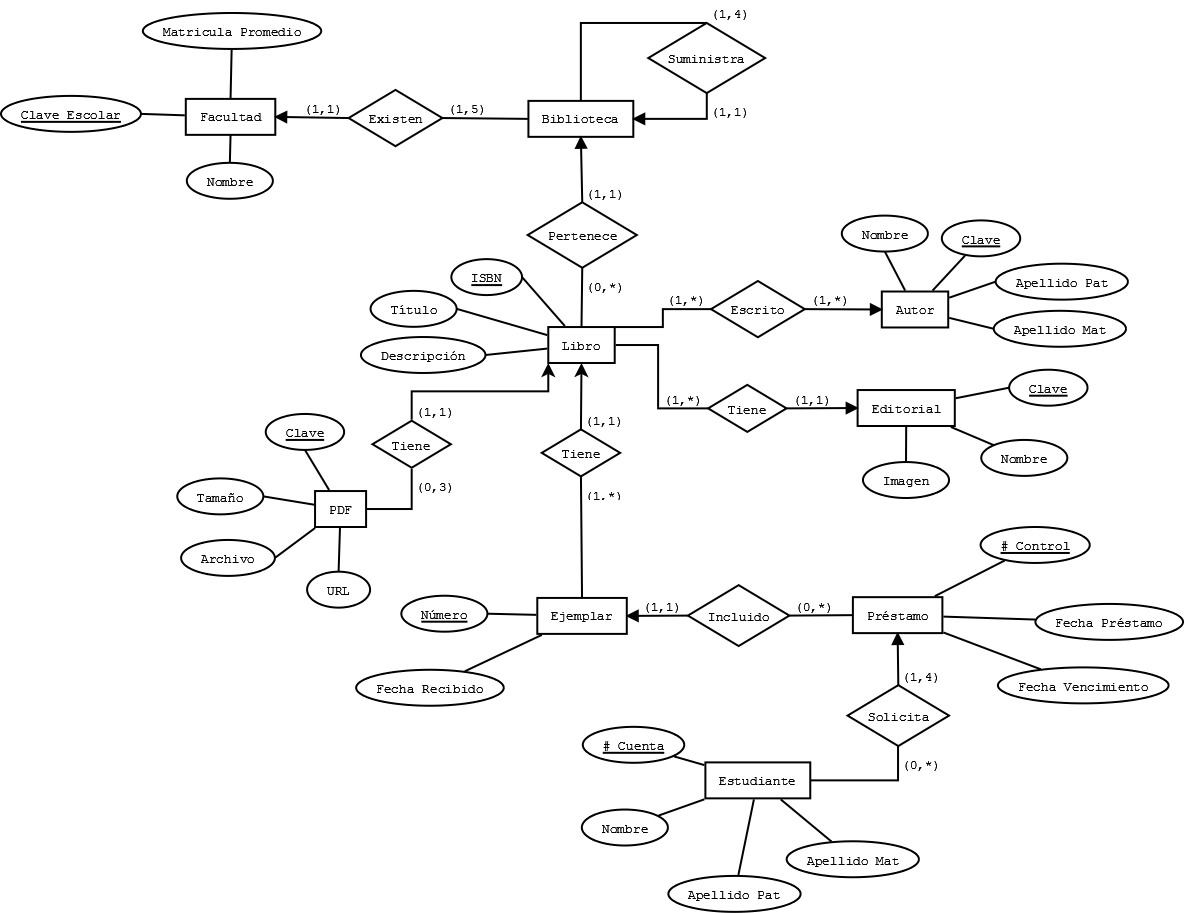 (1,4)
Matricula Promedio
Suministra
(1,1)
(1,5)
Clave Escolar
Facultad
Existen
Biblioteca
(1,1)
Nombre
(1,1)
Pertenece
Nombre
Clave
ISBN
(0,*)
Apellido Pat
Título
(1,*)
Escrito
(1,*)
Autor
Apellido Mat
Descripción
Libro
Clave
(1,*)
Tiene
(1,1)
Editorial
(1,1)
(1,1)
Clave
Tiene
Tiene
Nombre
Imagen
(0,3)
(1,*)
Tamaño
PDF
# Control
Archivo
URL
Número
Ejemplar
(1,1)
Incluido
(0,*)
Préstamo
Fecha Préstamo
Fecha Recibido
(1,4)
Fecha Vencimiento
Solicita
# Cuenta
(0,*)
Estudiante
Nombre
Apellido Mat
Apellido Pat